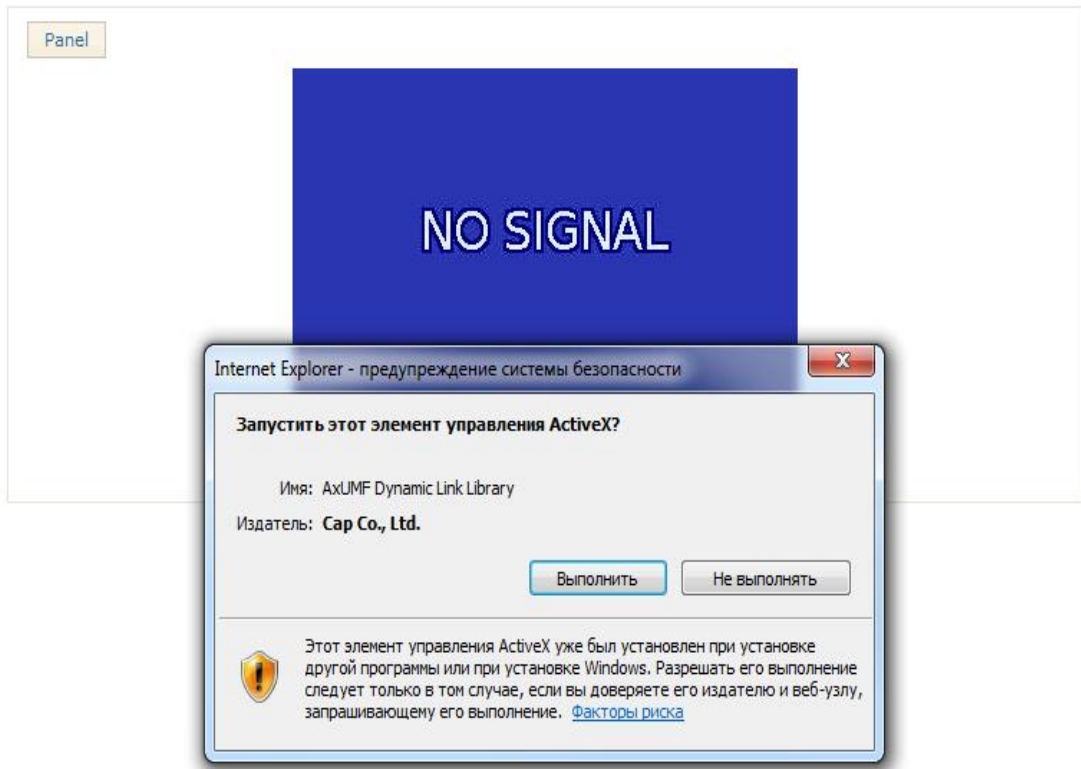 Panel
NO SIGNAL
Internet Explorer - предупреждение системы безопасности
X
Запустить этот элемент управления ActiveX?
Имя: AxUMF Dynamic Link Library
Издатель: Cap Co., Ltd.
Выполнить Не выполнять
Этот элемент управления ActiveX уже был установлен при установке
другой программы или при установке Windows. Разрешать его выполнение
следует только в том случае, если вы доверяете его издателю и веб-узлу,
запрашивающему его выполнение. Факторы риска